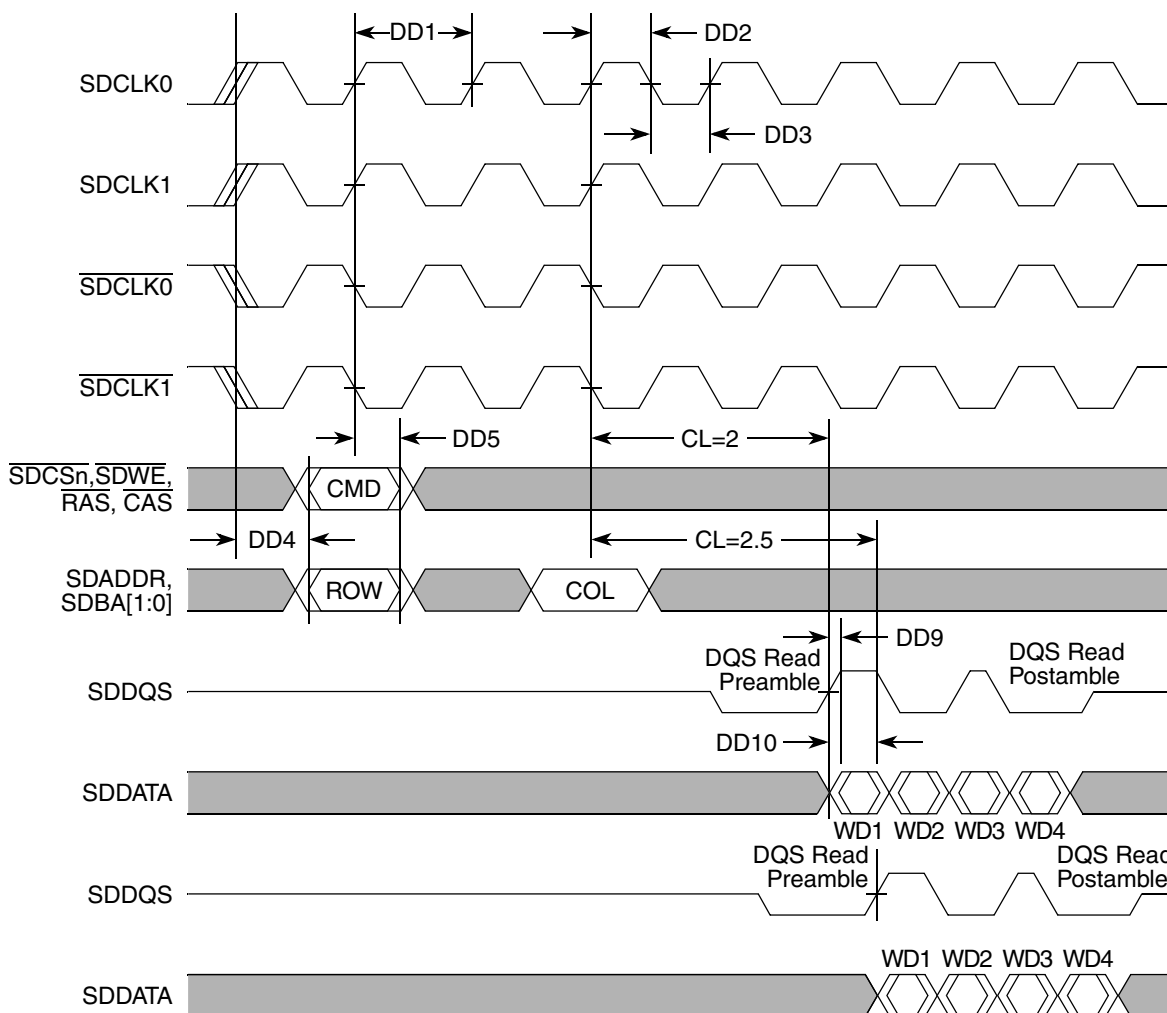 DD1
DD2
SDCLK0
DD3
SDCLK1
SDCLK0
SDCLK1
DD5
CL=2
SDCSn,SDWE,
RAS, CAS
CMD
DD4
CL=2.5
SDADDR,
SDBA[1:0]
ROW
COL
DD9
DQS Read
Preamble
DQS Read
Postamble
SDDQS
DD10
SDDATA
WD1 WD2 WD3 WD4
DQS Read
Preamble
DQS Read
Postamble
SDDQS
WD1 WD2 WD3 WD4
SDDATA